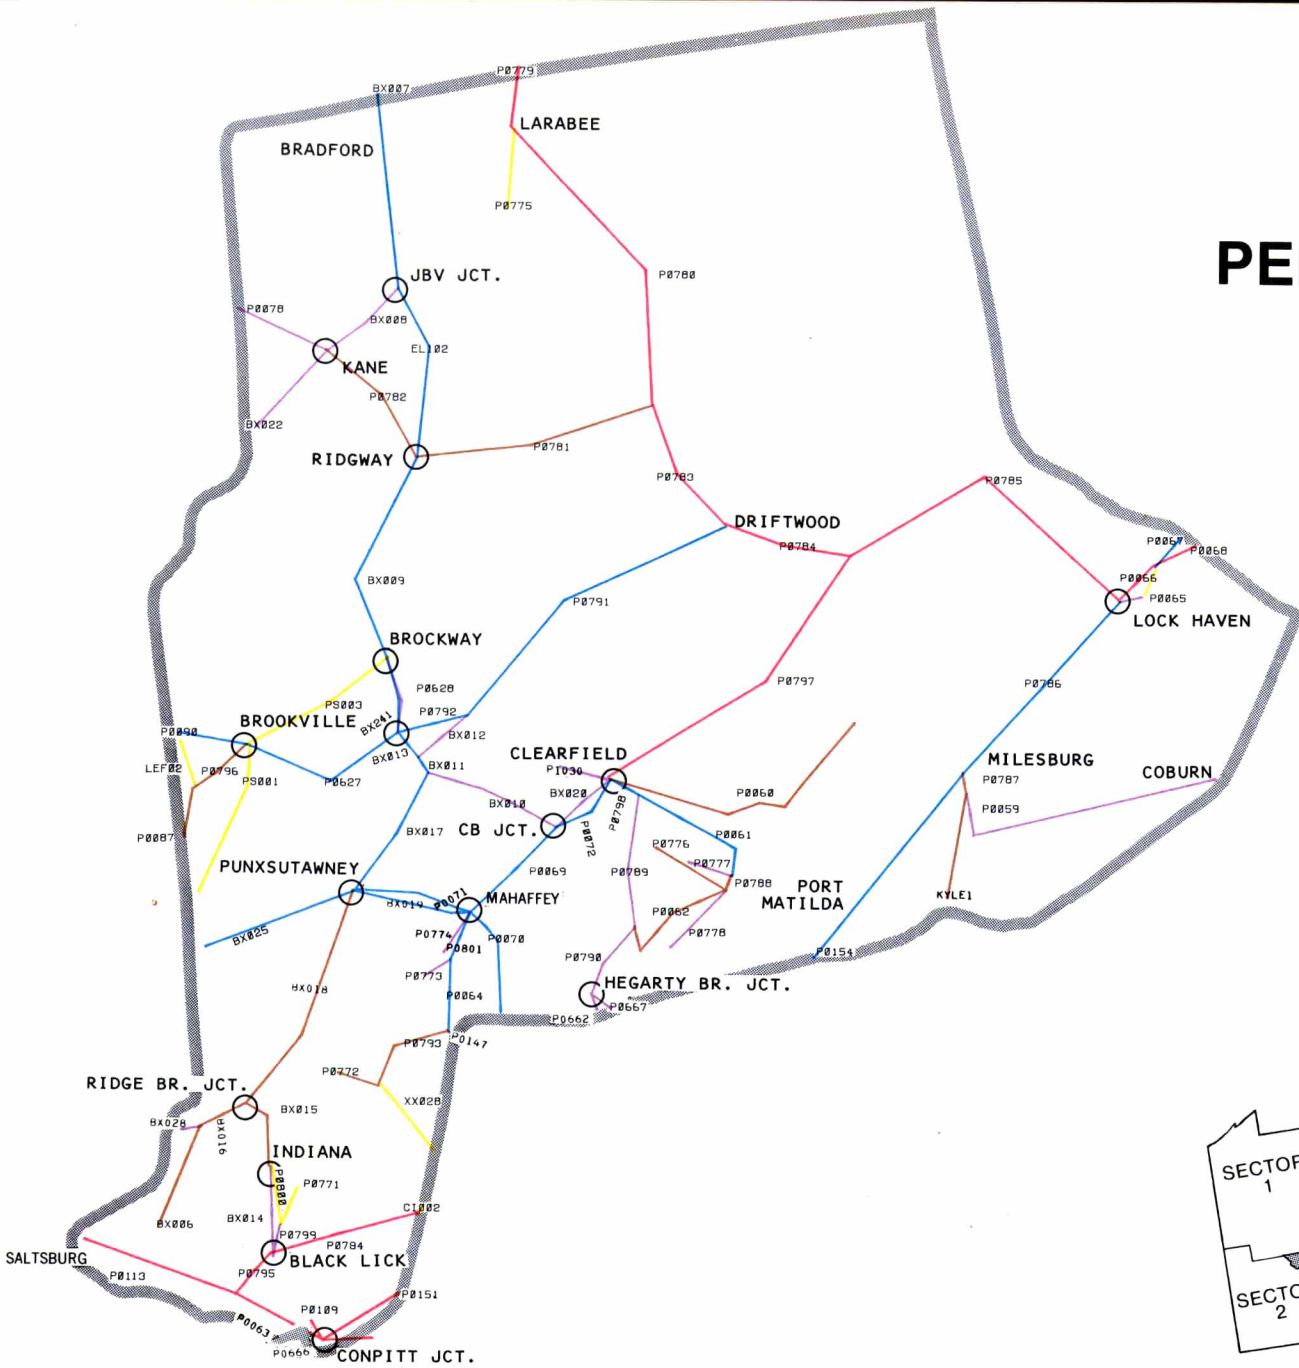 P0779
BX007
LARABEE
BRADFORD
P0775
PE
JBV JCT.
P0780
P0078
BX008
EL102
KANE
P0782
BX022
RIDGWAY
P0781
P0783
P0785
DRIFTWOOD
P0784
P0067
P0068
P0066
P0065
BX009
P0791
LOCK HAVEN
BROCKWAY
P0797
P0786
P0628
PS003
P0792
BROOKVILLE
BX241
P0090
BX012
BX013
CLEARFIELD
MILESBURG
LEF02
P0796
BX011
P1030
COBURN
PS001
P0627
P0787
BX020
P0798
BX010
P0060
P0059
CB JCT.
P0087
BX017
P0072
P0061
P0776
PUNXSUTAWNEY
P0069
P0789
P0777
P0788
PORT
MATILDA
KYLE1
P0071
MAHAFFEY
BX019
P0062
BX025
P0774
P0070
P0778
P0801
P0154
P0790
P0773
HEGARTY BR. JCT.
BX018
P0064
P0667
P0662
P0793
P0147
P0772
RIDGE BR. JCT.
XX028
BX015
BX028
BX016
INDIANA
SECTOR
1
P0800
P0771
BX006
BX014
CI002
P0799
P0784
SALTSBURG
BLACK LICK
P0113
P0795
P0151
SECTO
2
P0109
P0063
P0666
CONPITT JCT.